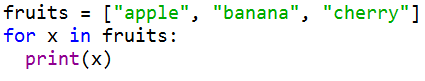 fruits = ["apple", "banana", "cherry"]
for x in fruits:
  print(x)